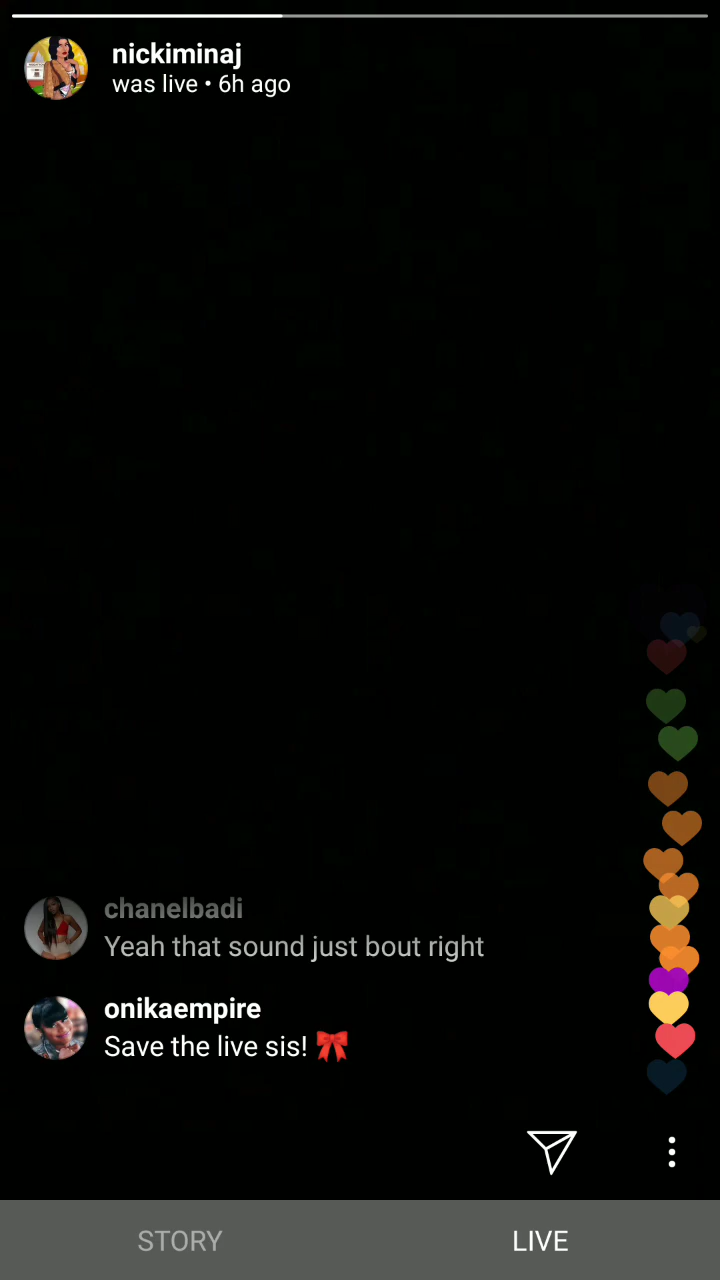 nickiminaj
was live • 6h ago
chanelbadi
Yeah that sound just bout right
onikaempire
Save the live sis! 🎀
STORY
LIVE